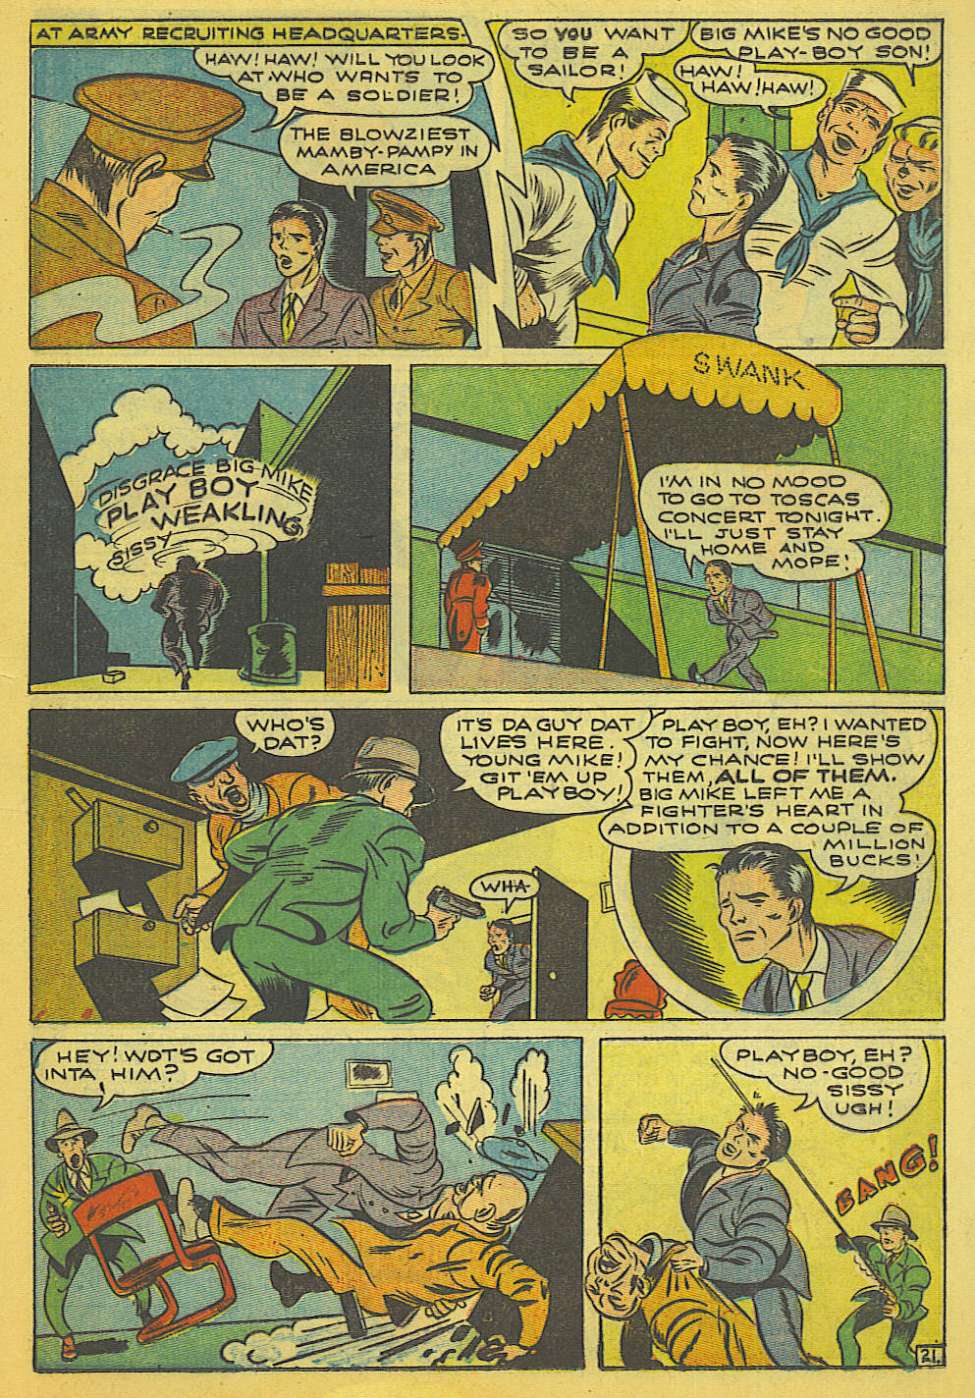 AT ARMY RECRUITING HEADQUARTERS-
HAW! HAW! WILL YOU LOOK
AT WHO WANTS TO
BE A SOLDIER!
THE BLOWZIEST
MAMBY-PAMPY IN
AMERICA
SO YOU WANT
TO BE A
SAILOR!
BIG MIKE'S NO GOOD
PLAY-BOY SON!
HAW!
HAW!HAW!
DISGRACE BIG MIKE
PLAY BOY
WEAKLING
SISSY
SWANK
I'M IN NO MOOD
TO GO TO TOSCAS
CONCERT TONIGHT.
I'LL JUST STAY
HOME AND
MOPE!
WHO'S
DAT?
IT'S DA GUY DAT
LIVES HERE.
YOUNG MIKE!
GIT 'EM UP
PLAYBOY!
WHA-
PLAY BOY, EH? I WANTED
TO FIGHT, NOW HERE'S
MY CHANCE! I'LL SHOW
THEM, ALL OF THEM.
BIG MIKE LEFT ME A
FIGHTER'S HEART IN
ADDITION TO A COUPLE OF
MILLION
BUCKS!
HEY! WDT'S GOT
INTA HIM?
PLAYBOY, EH?
NO-GOOD
SISSY
UGH!
BANG!
21.